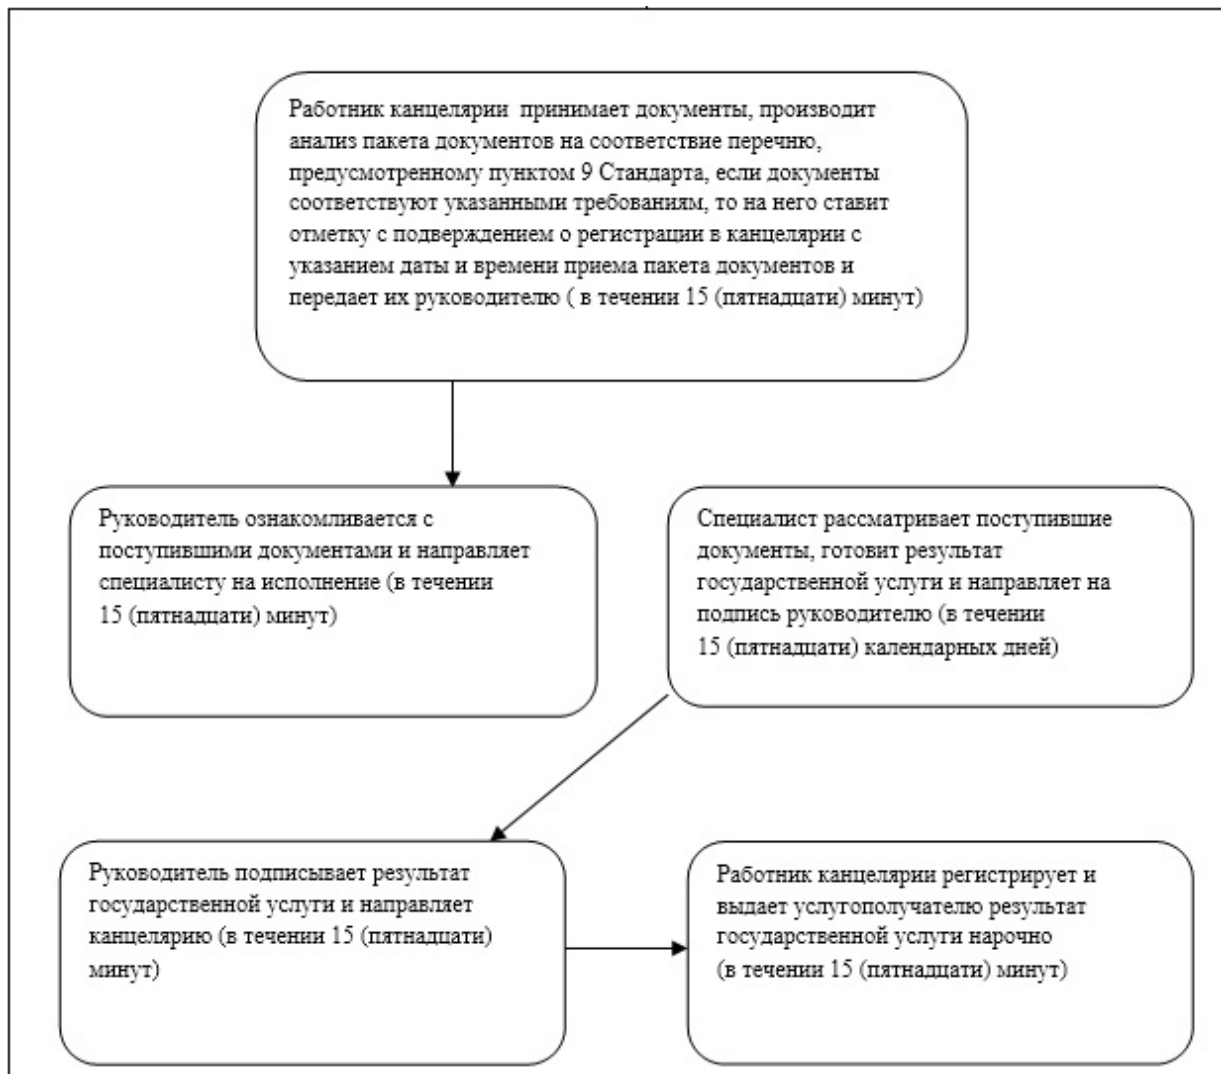 Работник канцелярии принимает документы, производит
анализ пакета документов на соответствие перечню,
предусмотренному пунктом 9 Стандарта, если документы
соответствуют указанными требованиям, то на него ставит
отметку с подверждением о регистрации в канцелярии с
указанием даты и времени приема пакета документов и
передает их руководителю ( в течении 15 (пятнадцати) минут)
Руководитель ознакомливается с
поступившими документами и направляет
специалисту на исполнение (в течении
15 (пятнадцати) минут)
Специалист рассматривает поступившие
документы, готовит результат
государственной услуги и направляет на
подпись руководителю (в течении
15 (пятнадцати) календарных дней)
Руководитель подписывает результат
государственной услуги и направляет
канцелярию (в течении 15 (пятнадцати)
минут)
Работник канцелярии регистрирует и
выдает услугополучателю результат
государственной услуги нарочно
(в течении 15 (пятнадцати) минут)